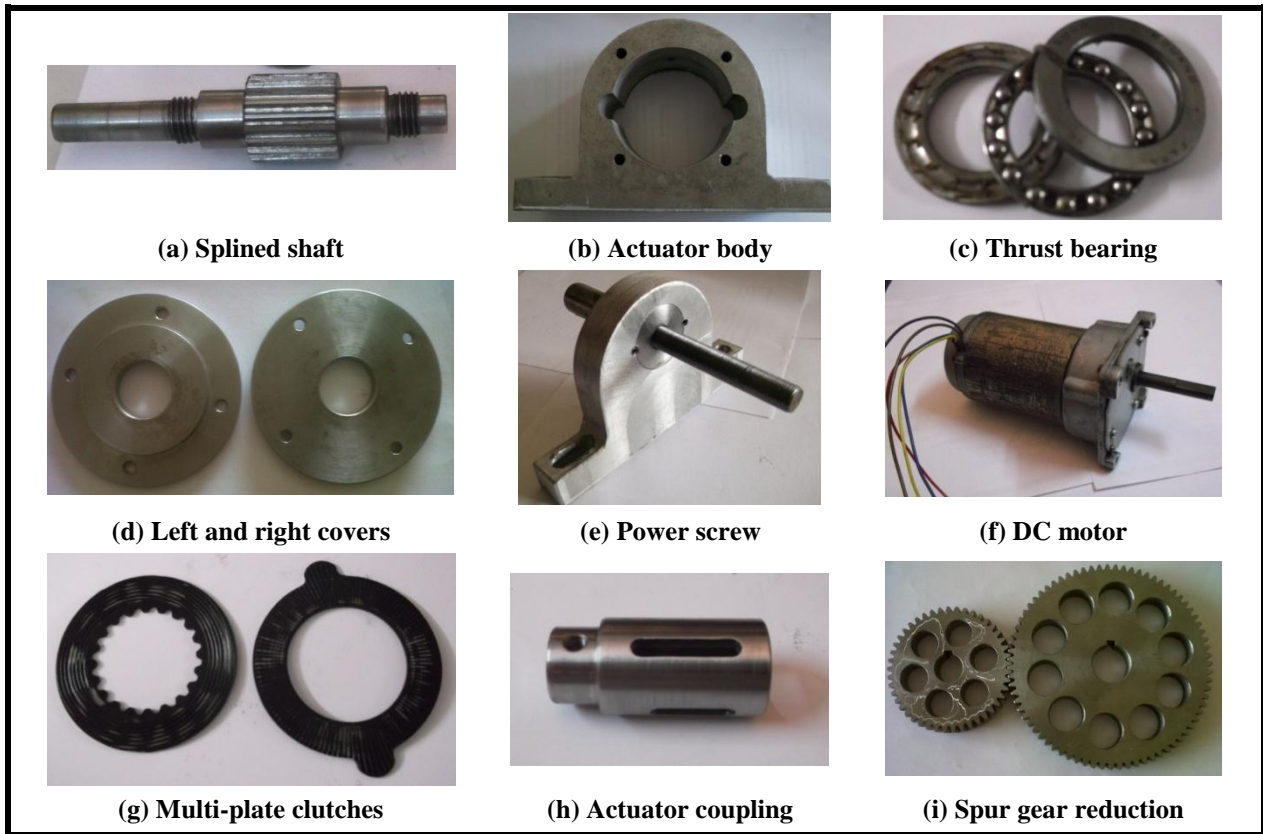 (a) Splined shaft
(b) Actuator body
(c) Thrust bearing
(d) Left and right covers
(e) Power screw
(f) DC motor
(g) Multi-plate clutches
(h) Actuator coupling
(i) Spur gear reduction